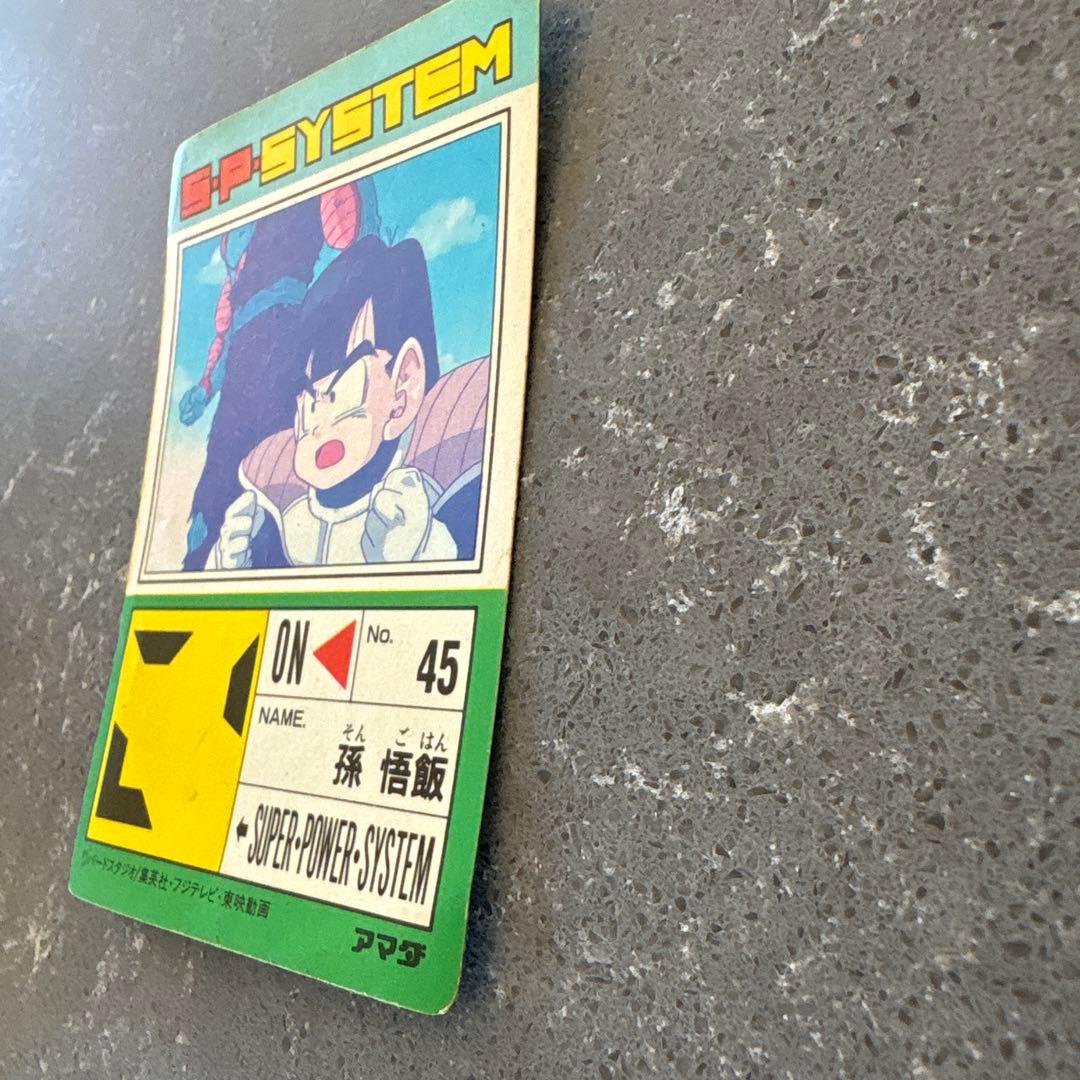 S・P・SYSTEM
ON
No.
45
NAME.
そん ご はん
孫 悟飯
SUPER・POWER・SYSTEM
バードスタジオ/集英社・フジテレビ・東映動画
アマダ